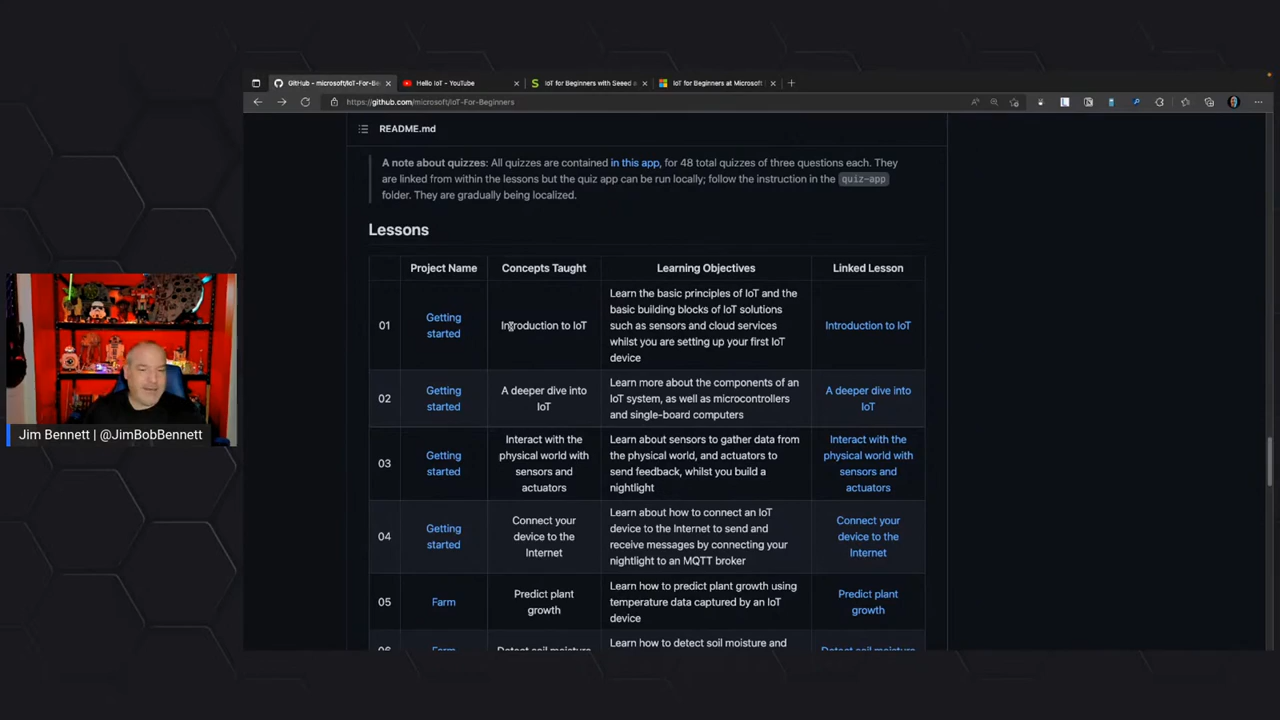 GitHub - microsoft/IoT-For-Be
Hello IoT - YouTube
IoT for Beginners with Seeed a
IoT for Beginners at Microsoft
https://github.com/microsoft/IoT-For-Beginners
README.md
A note about quizzes: All quizzes are contained in this app, for 48 total quizzes of three questions each. They
are linked from within the lessons but the quiz app can be run locally; follow the instruction in the quiz-app
folder. They are gradually being localized.
Lessons
Project Name
Concepts Taught
Learning Objectives
Linked Lesson
01
Getting
started
Introduction to IoT
Learn the basic principles of IoT and the
basic building blocks of IoT solutions
such as sensors and cloud services
whilst you are setting up your first IoT
device
Introduction to IoT
02
Getting
started
A deeper dive into
IoT
Learn more about the components of an
IoT system, as well as microcontrollers
and single-board computers
A deeper dive into
IoT
03
Getting
started
Interact with the
physical world with
sensors and
actuators
Learn about sensors to gather data from
the physical world, and actuators to
send feedback, whilst you build a
nightlight
Interact with the
physical world with
sensors and
actuators
04
Getting
started
Connect your
device to the
Internet
Learn about how to connect an IoT
device to the Internet to send and
receive messages by connecting your
nightlight to an MQTT broker
Connect your
device to the
Internet
05
Farm
Predict plant
growth
Learn how to predict plant growth using
temperature data captured by an IoT
device
Predict plant
growth
06
Farm
Detect soil moisture
Learn how to detect soil moisture and
Detect soil moisture
Jim Bennett | @JimBobBennett